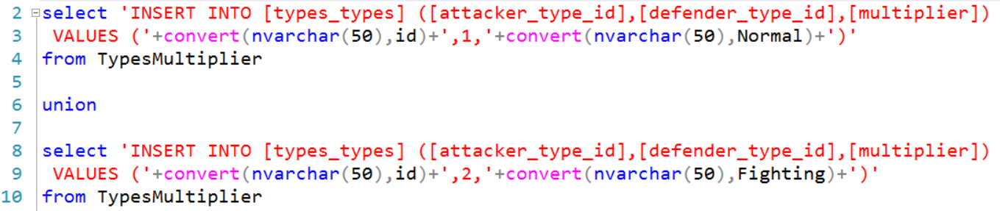 2 select 'INSERT INTO [types_types] ([attacker_type_id],[defender_type_id],[multiplier])
3 VALUES ('+convert(nvarchar(50),id)+',1,'+convert(nvarchar(50),Normal)+')'
4 from TypesMultiplier
5
6 union
7
8 select 'INSERT INTO [types_types] ([attacker_type_id],[defender_type_id],[multiplier])
9 VALUES ('+convert(nvarchar(50),id)+',2,'+convert(nvarchar(50),Fighting)+')'
10 from TypesMultiplier